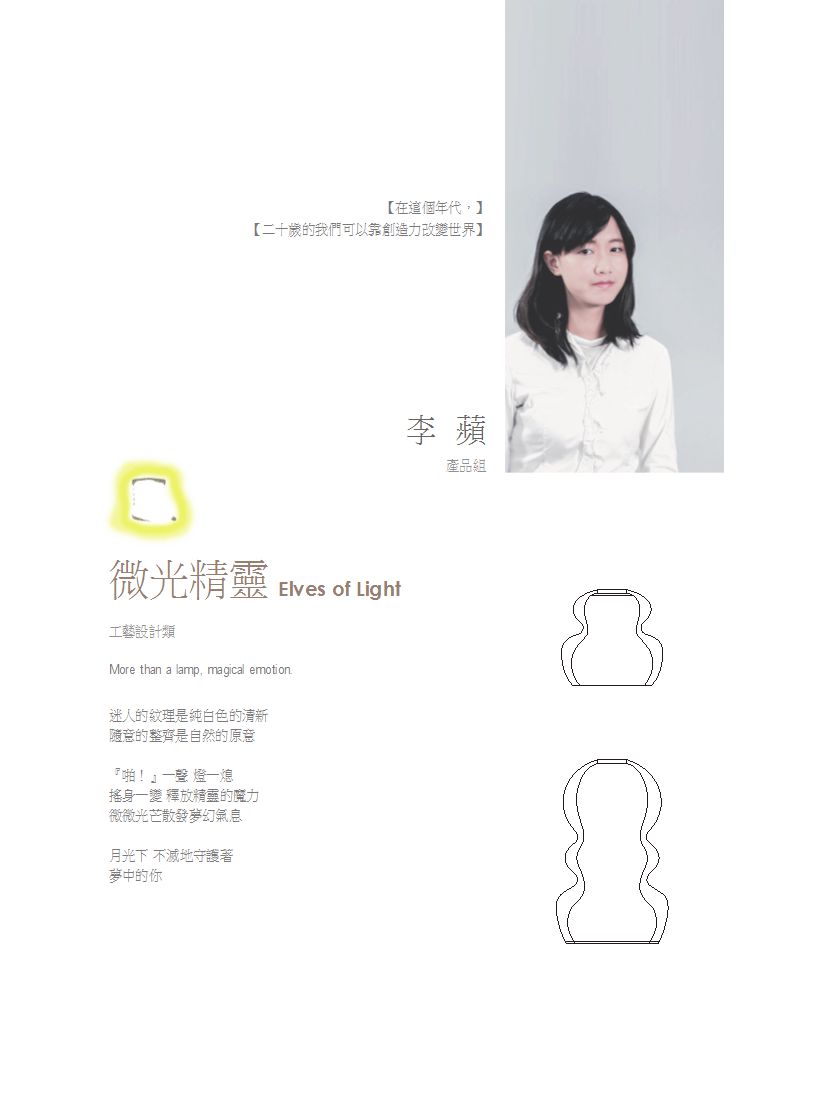 【在這個年代，】
【二十歲的我們可以靠創造力改變世界】
李 蘋
產品組
微光精靈 Elves of Light
工藝設計類
More than a lamp, magical emotion.
迷人的紋理是純白色的清新
隨意的整齊是自然的原意
『啪！』一聲 燈一熄
搖身一變 釋放精靈的魔力
微微光芒散發夢幻氣息
月光下 不滅地守護著
夢中的你